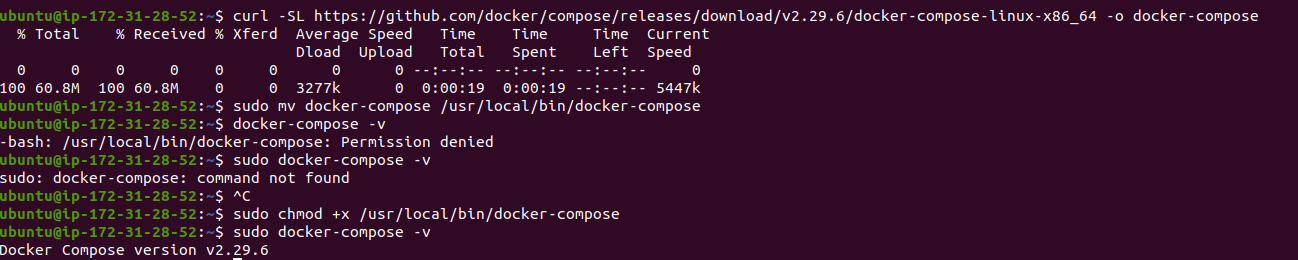 ubuntu@ip-172-31-28-52:~$ curl -SL https://github.com/docker/compose/releases/download/v2.29.6/docker-compose-linux-x86_64 -o docker-compose
  % Total    % Received % Xferd  Average Speed   Time    Time     Time  Current
                                 Dload  Upload   Total   Spent    Left  Speed
  0     0    0     0    0     0      0      0 --:--:-- --:--:-- --:--:--     0
100 60.8M  100 60.8M    0     0  3277k      0  0:00:19  0:00:19 --:--:-- 5447k
ubuntu@ip-172-31-28-52:~$ sudo mv docker-compose /usr/local/bin/docker-compose
ubuntu@ip-172-31-28-52:~$ docker-compose -v
-bash: /usr/local/bin/docker-compose: Permission denied
ubuntu@ip-172-31-28-52:~$ sudo docker-compose -v
sudo: docker-compose: command not found
ubuntu@ip-172-31-28-52:~$ ^C
ubuntu@ip-172-31-28-52:~$ sudo chmod +x /usr/local/bin/docker-compose
ubuntu@ip-172-31-28-52:~$ sudo docker-compose -v
Docker Compose version v2.29.6